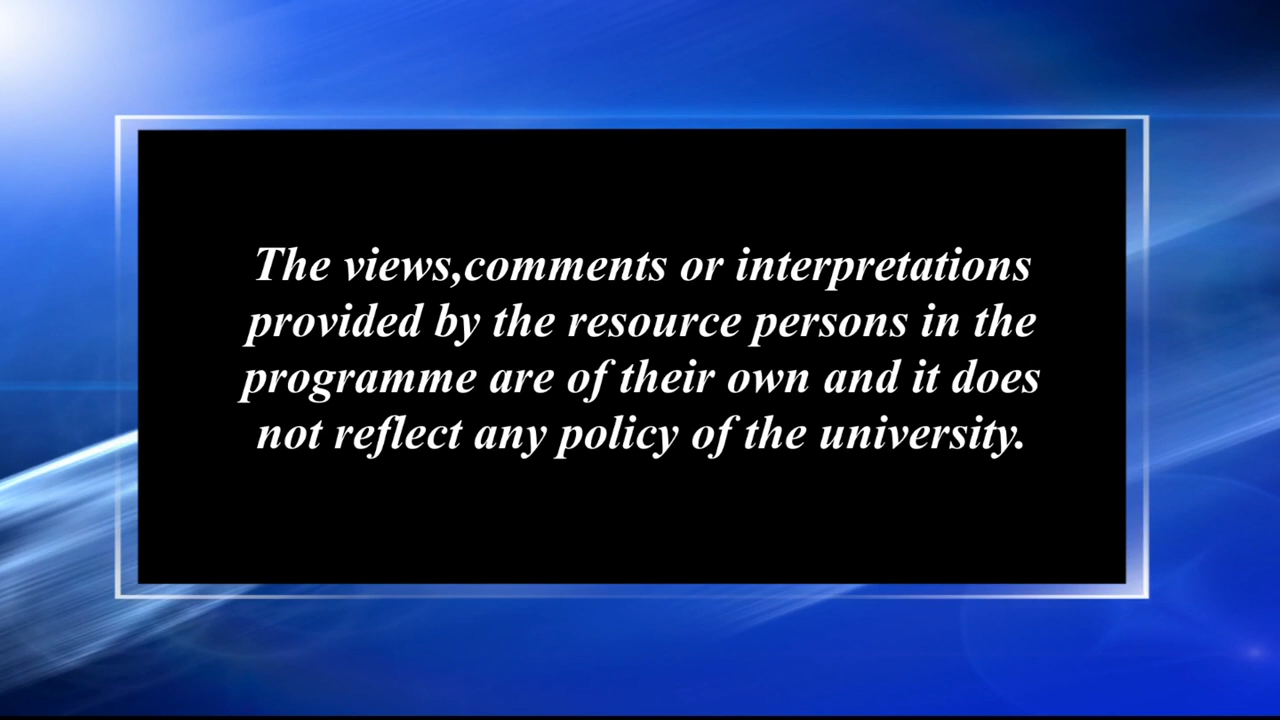 The views,comments or interpretations
provided by the resource persons in the
programme are of their own and it does
not reflect any policy of the university.